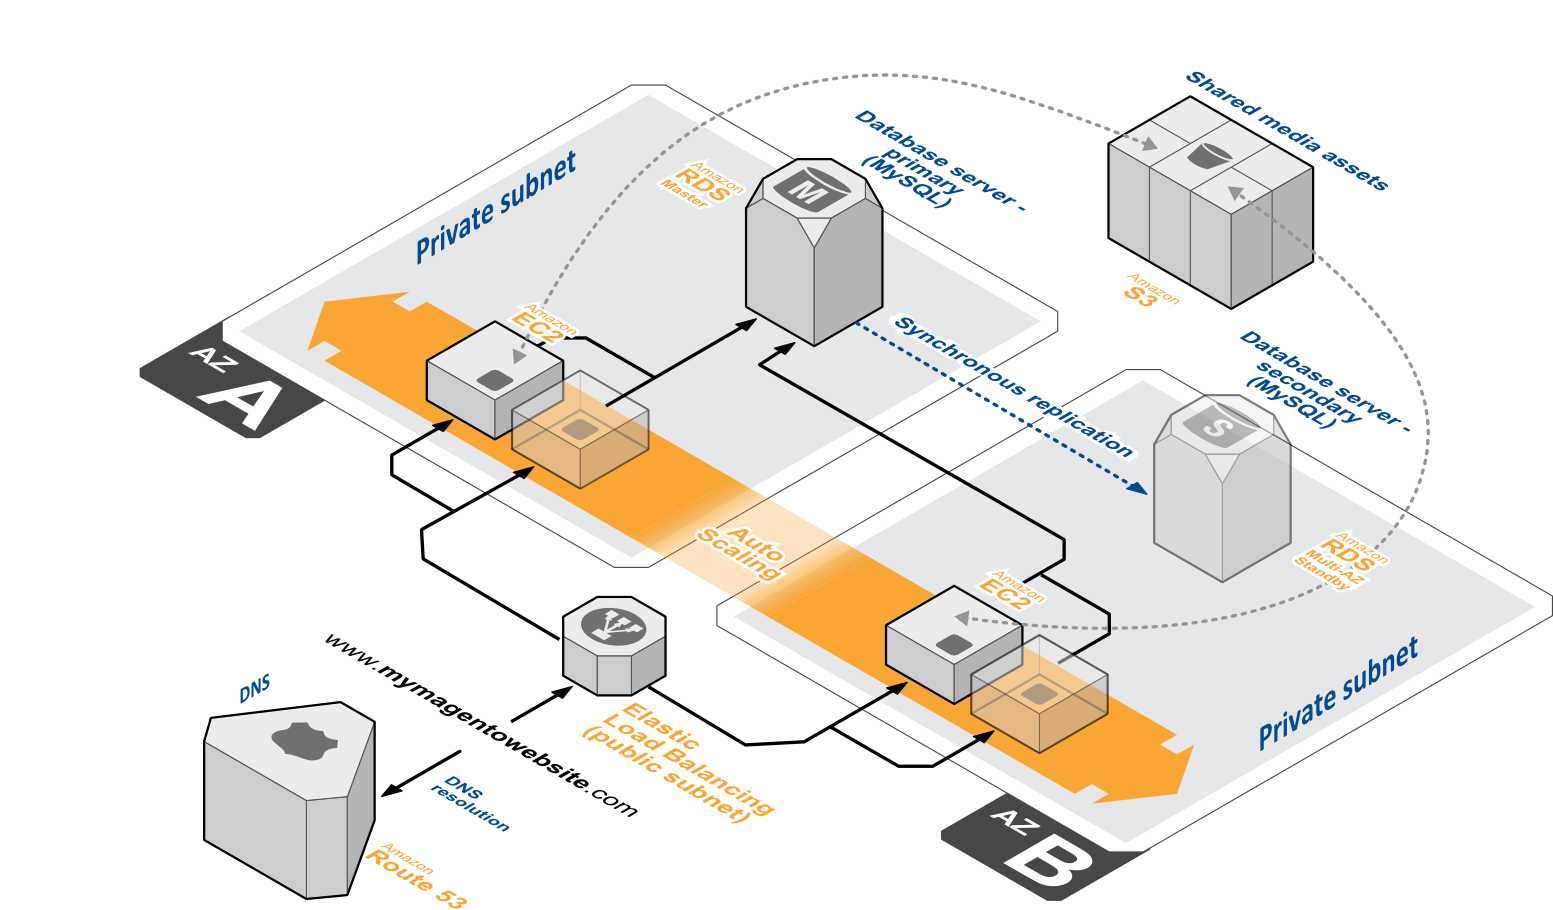 Shared media assets
Database server -
primary
(MySQL)
Private subnet
Amazon
RDS
Master
M
Amazon
S3
Amazon
EC2
Synchronous replication
Database server -
secondary
(MySQL)
S
AZ
A
Auto
Scaling
Amazon
RDS
Multi-AZ
Standby
Amazon
EC2
www.mymagentowebsite.com
DNS
Private subnet
Elastic
Load Balancing
(public subnet)
DNS
resolution
AZ
B
Amazon
Route 53